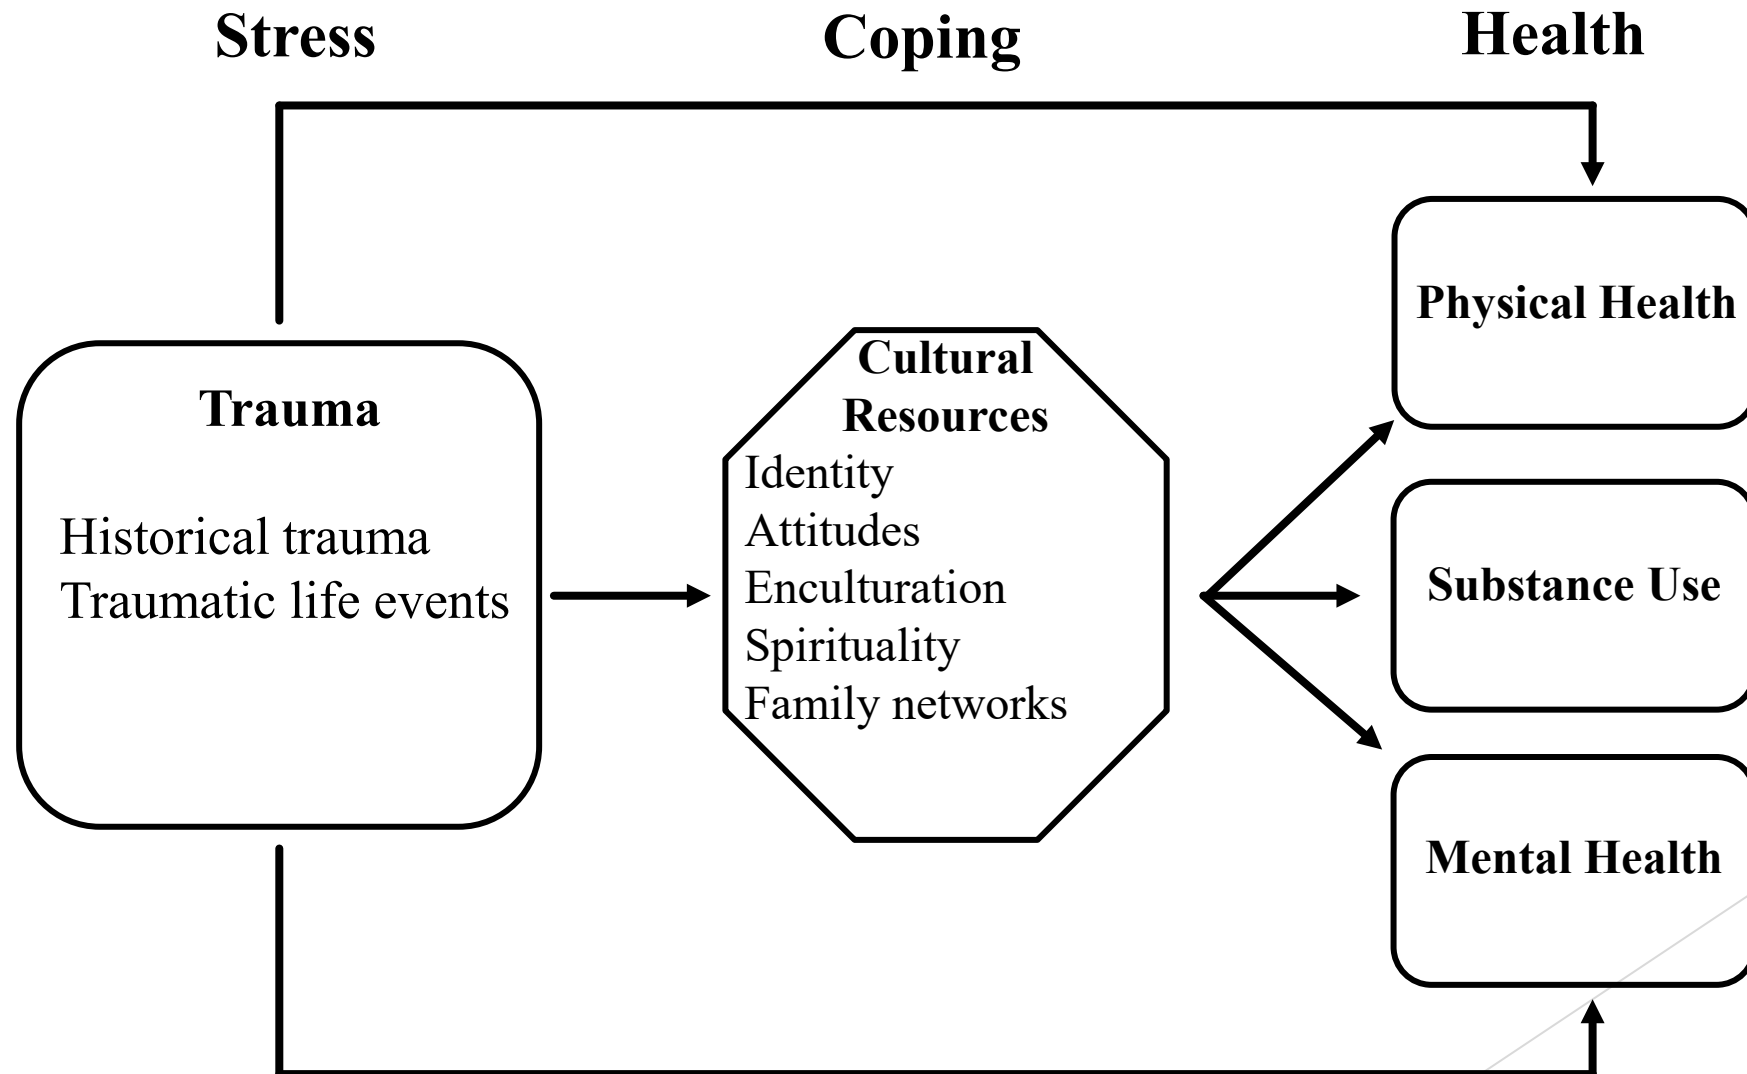 Stress
Coping
Health
Trauma
Historical trauma
Traumatic life events
Cultural
Resources
Identity
Attitudes
Enculturation
Spirituality
Family networks
Physical Health
Substance Use
Mental Health